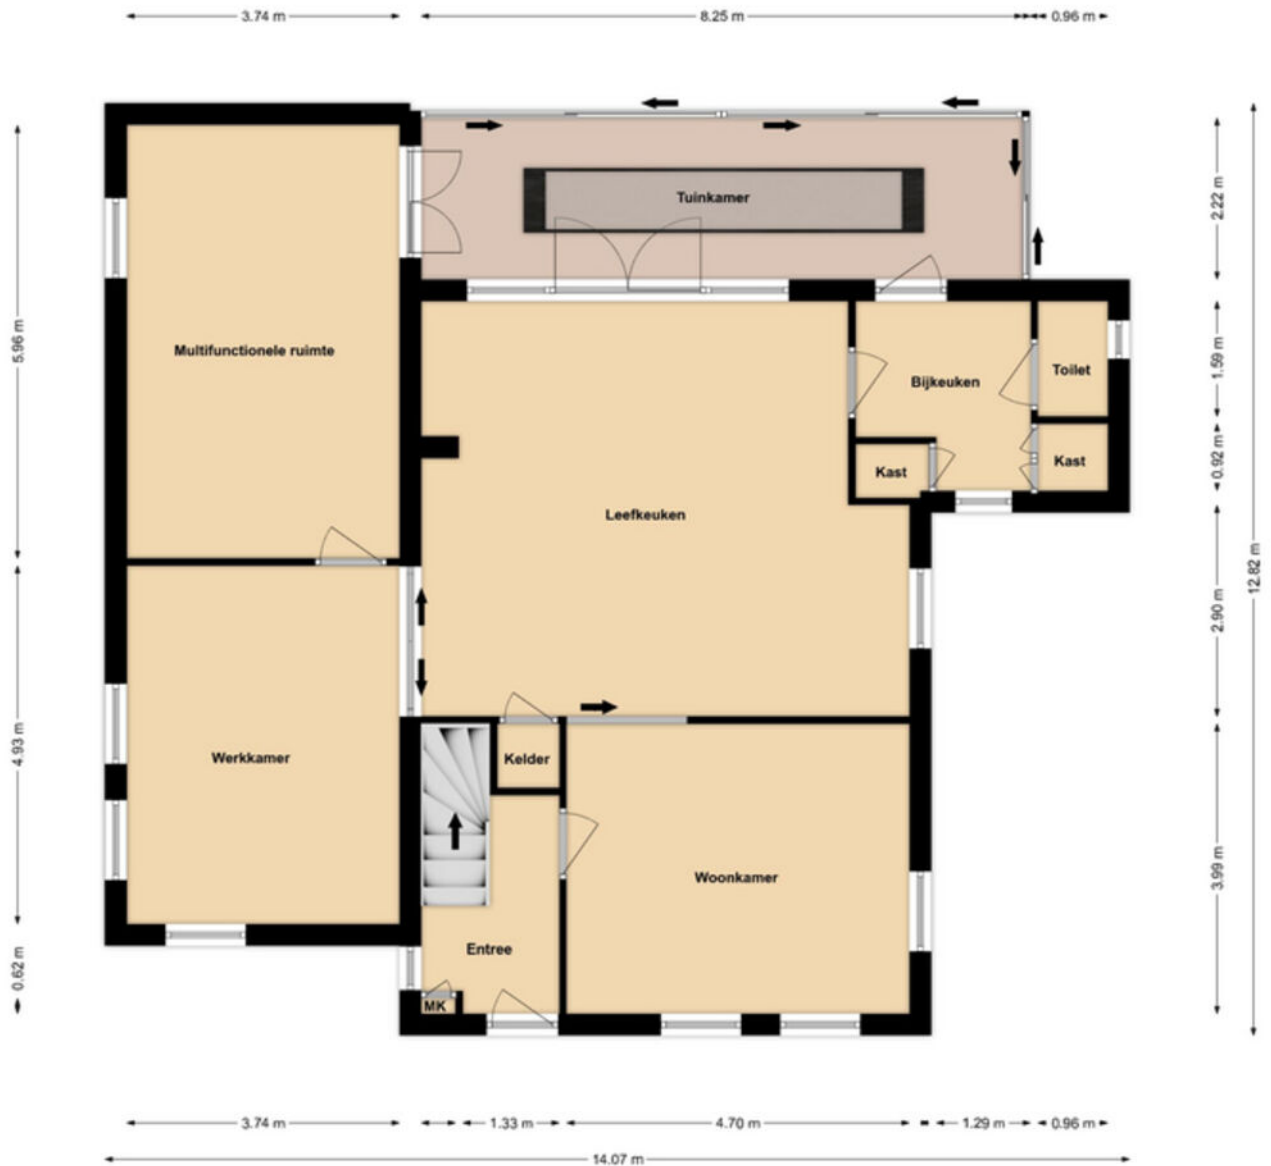 3.74 m
8.25 m
0.96 m
Tuinkamer
2.22 m
5.96 m
Multifunctionele ruimte
1.59 m
Toilet
Bijkeuken
0.92 m
Kast
Kast
Leefkeuken
12.82 m
2.90 m
4.93 m
Werkkamer
Kelder
3.99 m
Woonkamer
Entree
0.62 m
MK
3.74 m
1.33 m
4.70 m
1.29 m
0.96 m
14.07 m